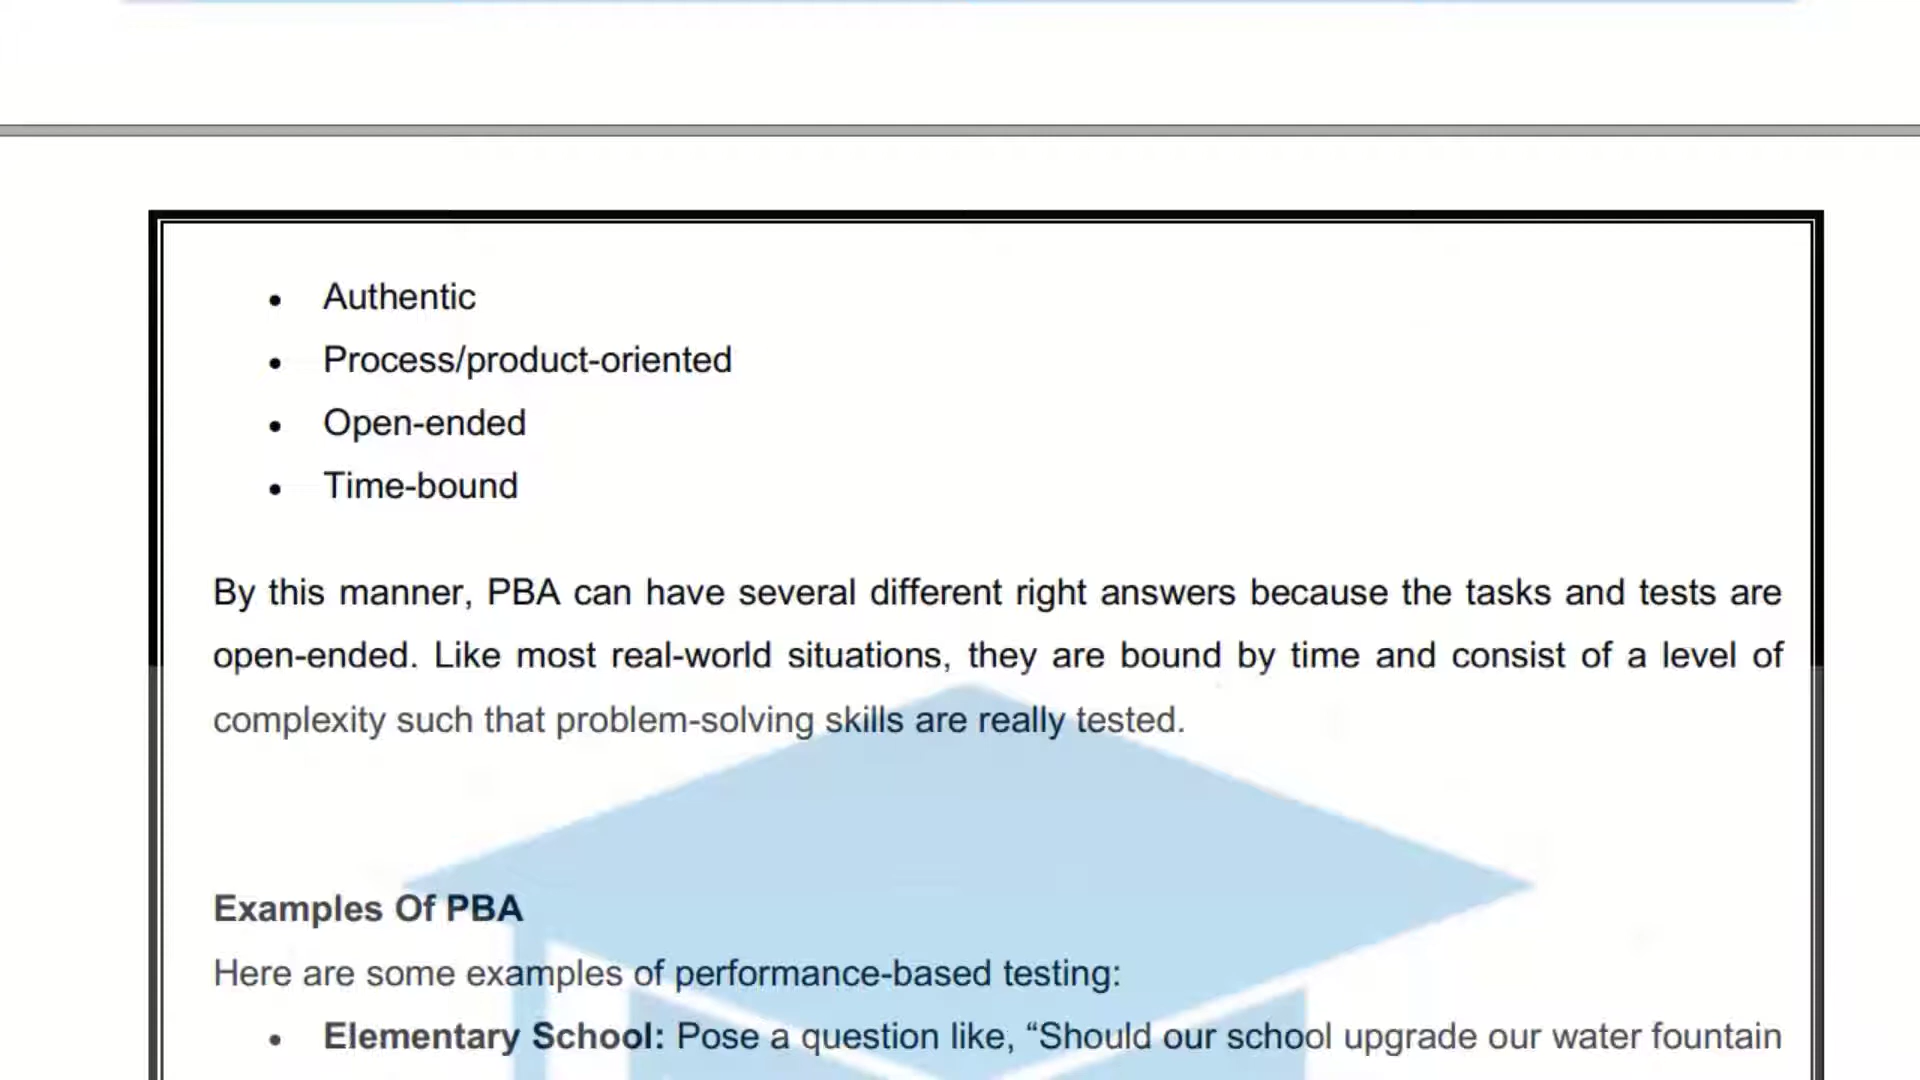 • Authentic
• Process/product-oriented
• Open-ended
• Time-bound
By this manner, PBA can have several different right answers because the tasks and tests are
open-ended. Like most real-world situations, they are bound by time and consist of a level of
complexity such that problem-solving skills are really tested.
Examples Of PBA
Here are some examples of performance-based testing:
• Elementary School: Pose a question like, “Should our school upgrade our water fountain